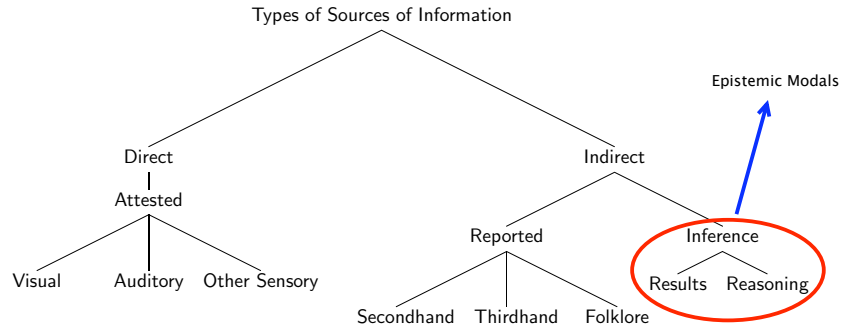 Types of Sources of Information
Epistemic Modals
Direct
Indirect
Attested
Reported
Inference
Visual
Auditory
Other Sensory
Results
Reasoning
Secondhand
Thirdhand
Folklore